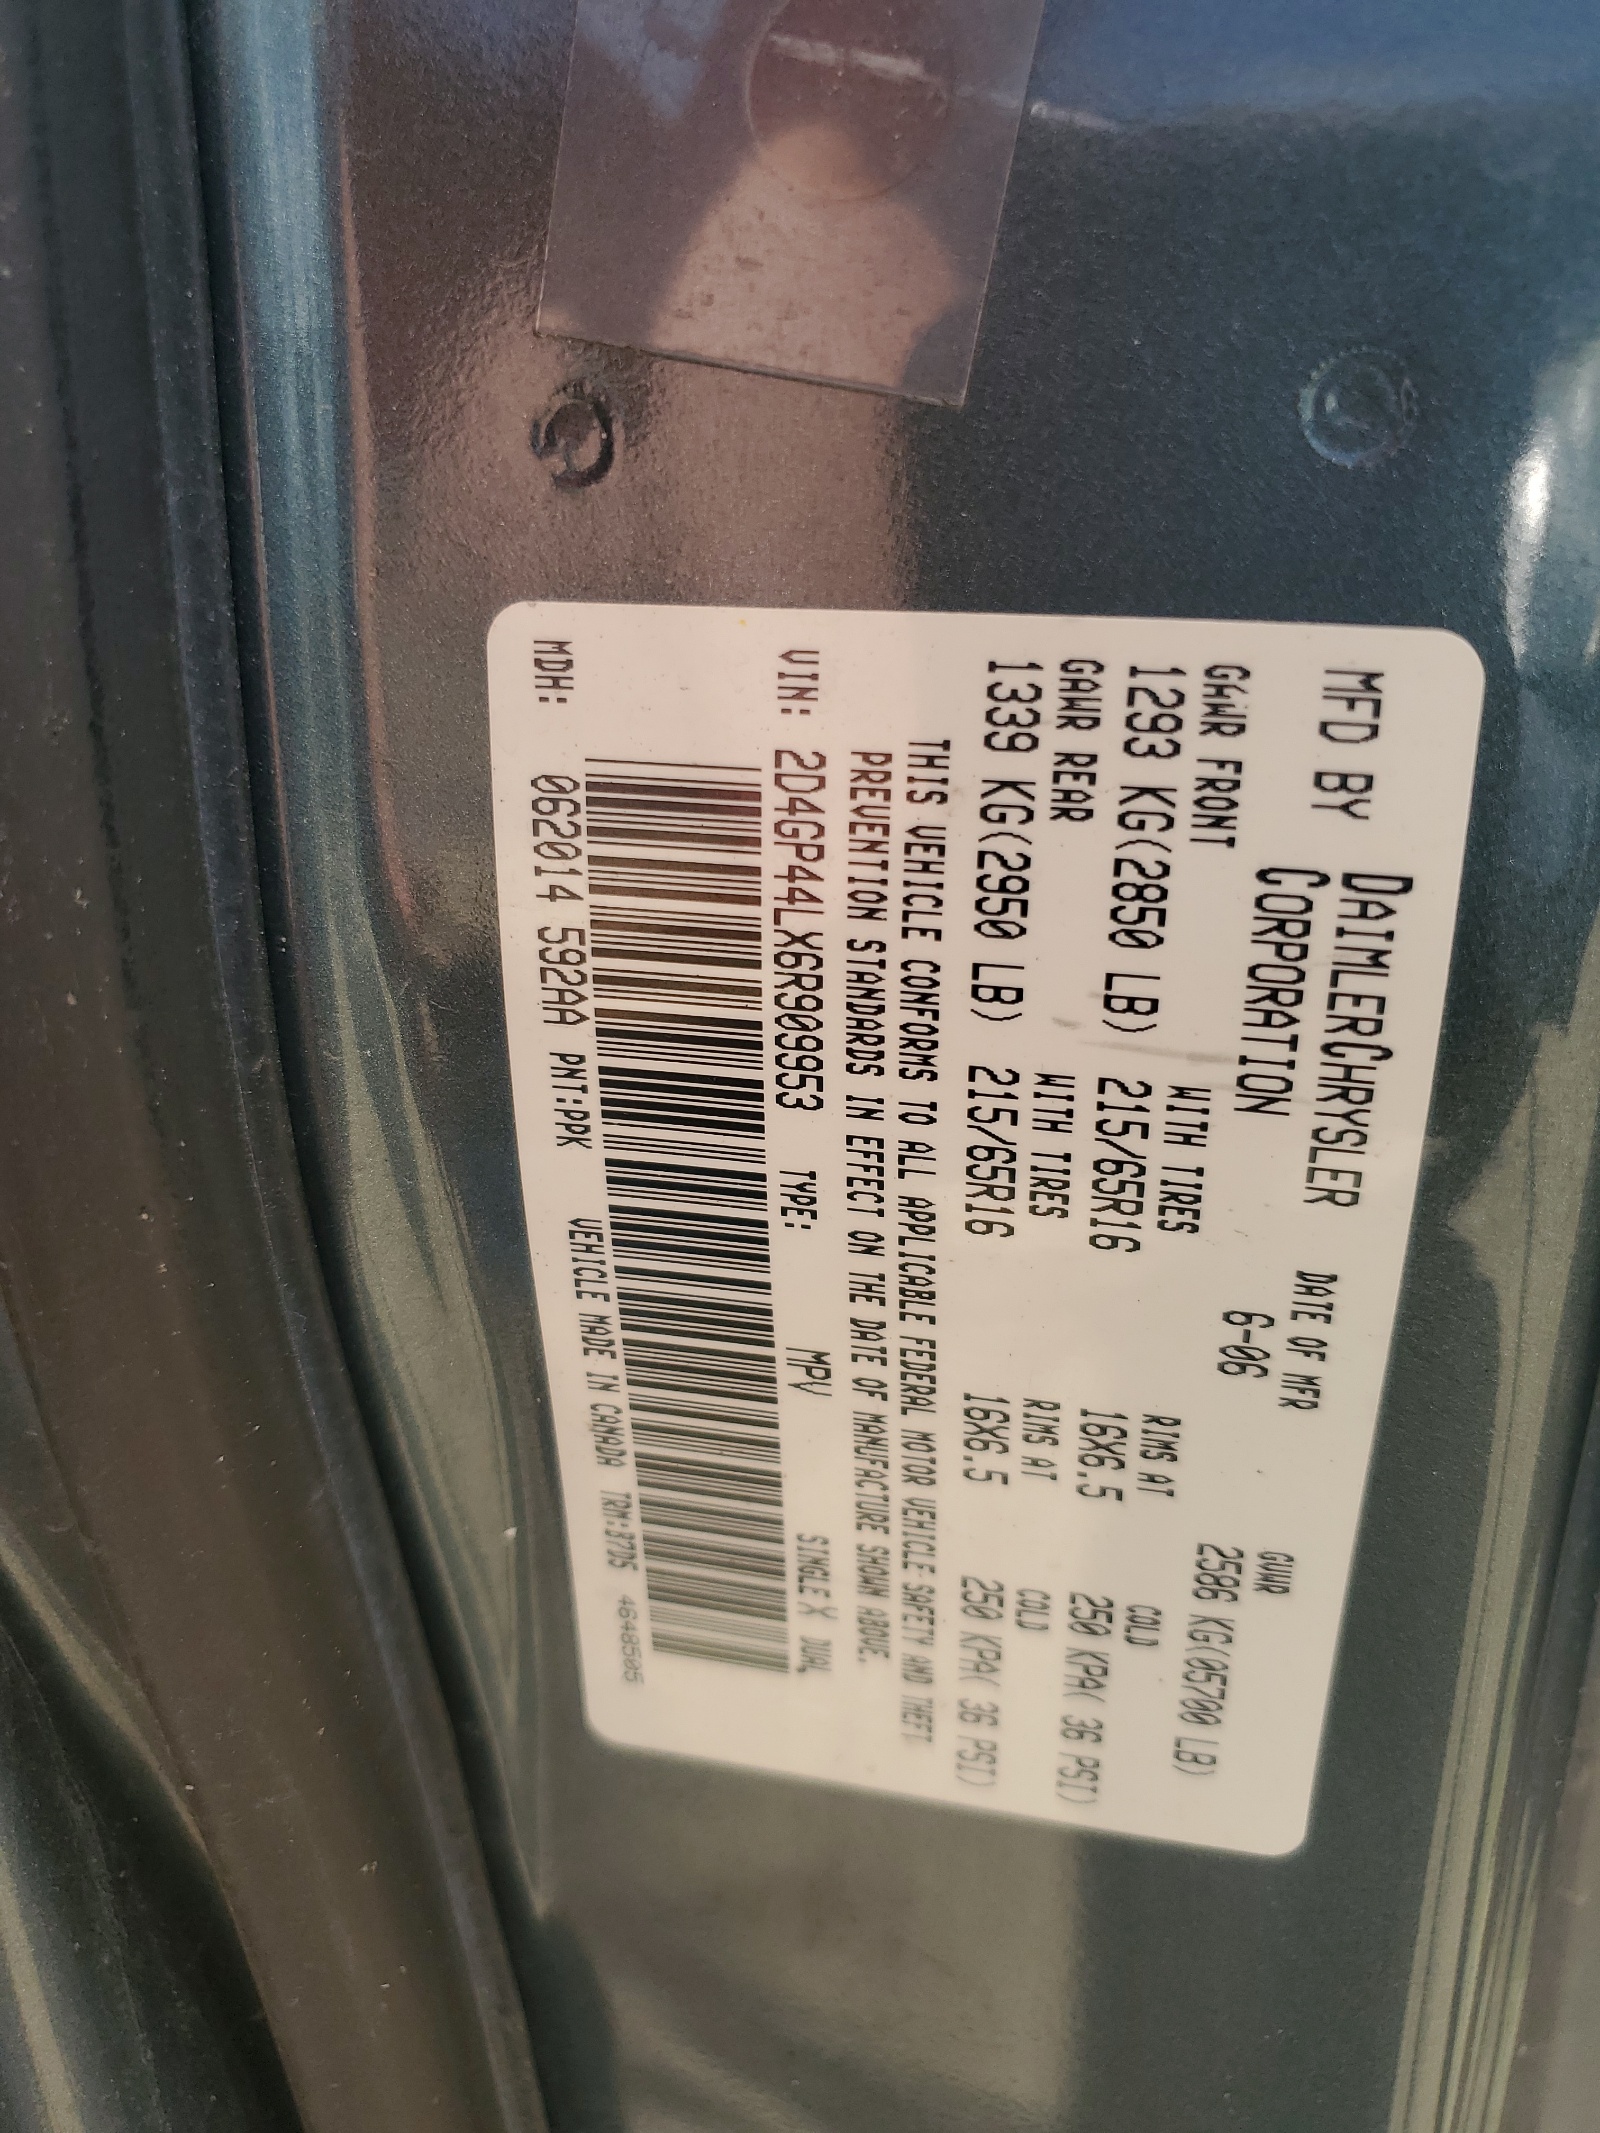 MFD BY DAIMLERCHRYSLER CORPORATION
DATE OF MFR 6-06
GVWR 2586 KG(05700 LB)
GAWR FRONT WITH TIRES RIMS AT COLD
1293 KG(2850 LB) 215/65R16 16X6.5 250 KPA( 36 PSI)
GAWR REAR WITH TIRES RIMS AT COLD
1339 KG(2950 LB) 215/65R16 16X6.5 250 KPA( 36 PSI)
THIS VEHICLE CONFORMS TO ALL APPLICABLE FEDERAL MOTOR VEHICLE SAFETY AND THEFT
PREVENTION STANDARDS IN EFFECT ON THE DATE OF MANUFACTURE SHOWN ABOVE.
VIN: 2D4GP44LX6R909953 TYPE: MPV SINGLE X DUAL
MDH: 062014 592AA PNT:PPK VEHICLE MADE IN CANADA TRM:B7D5 4648505